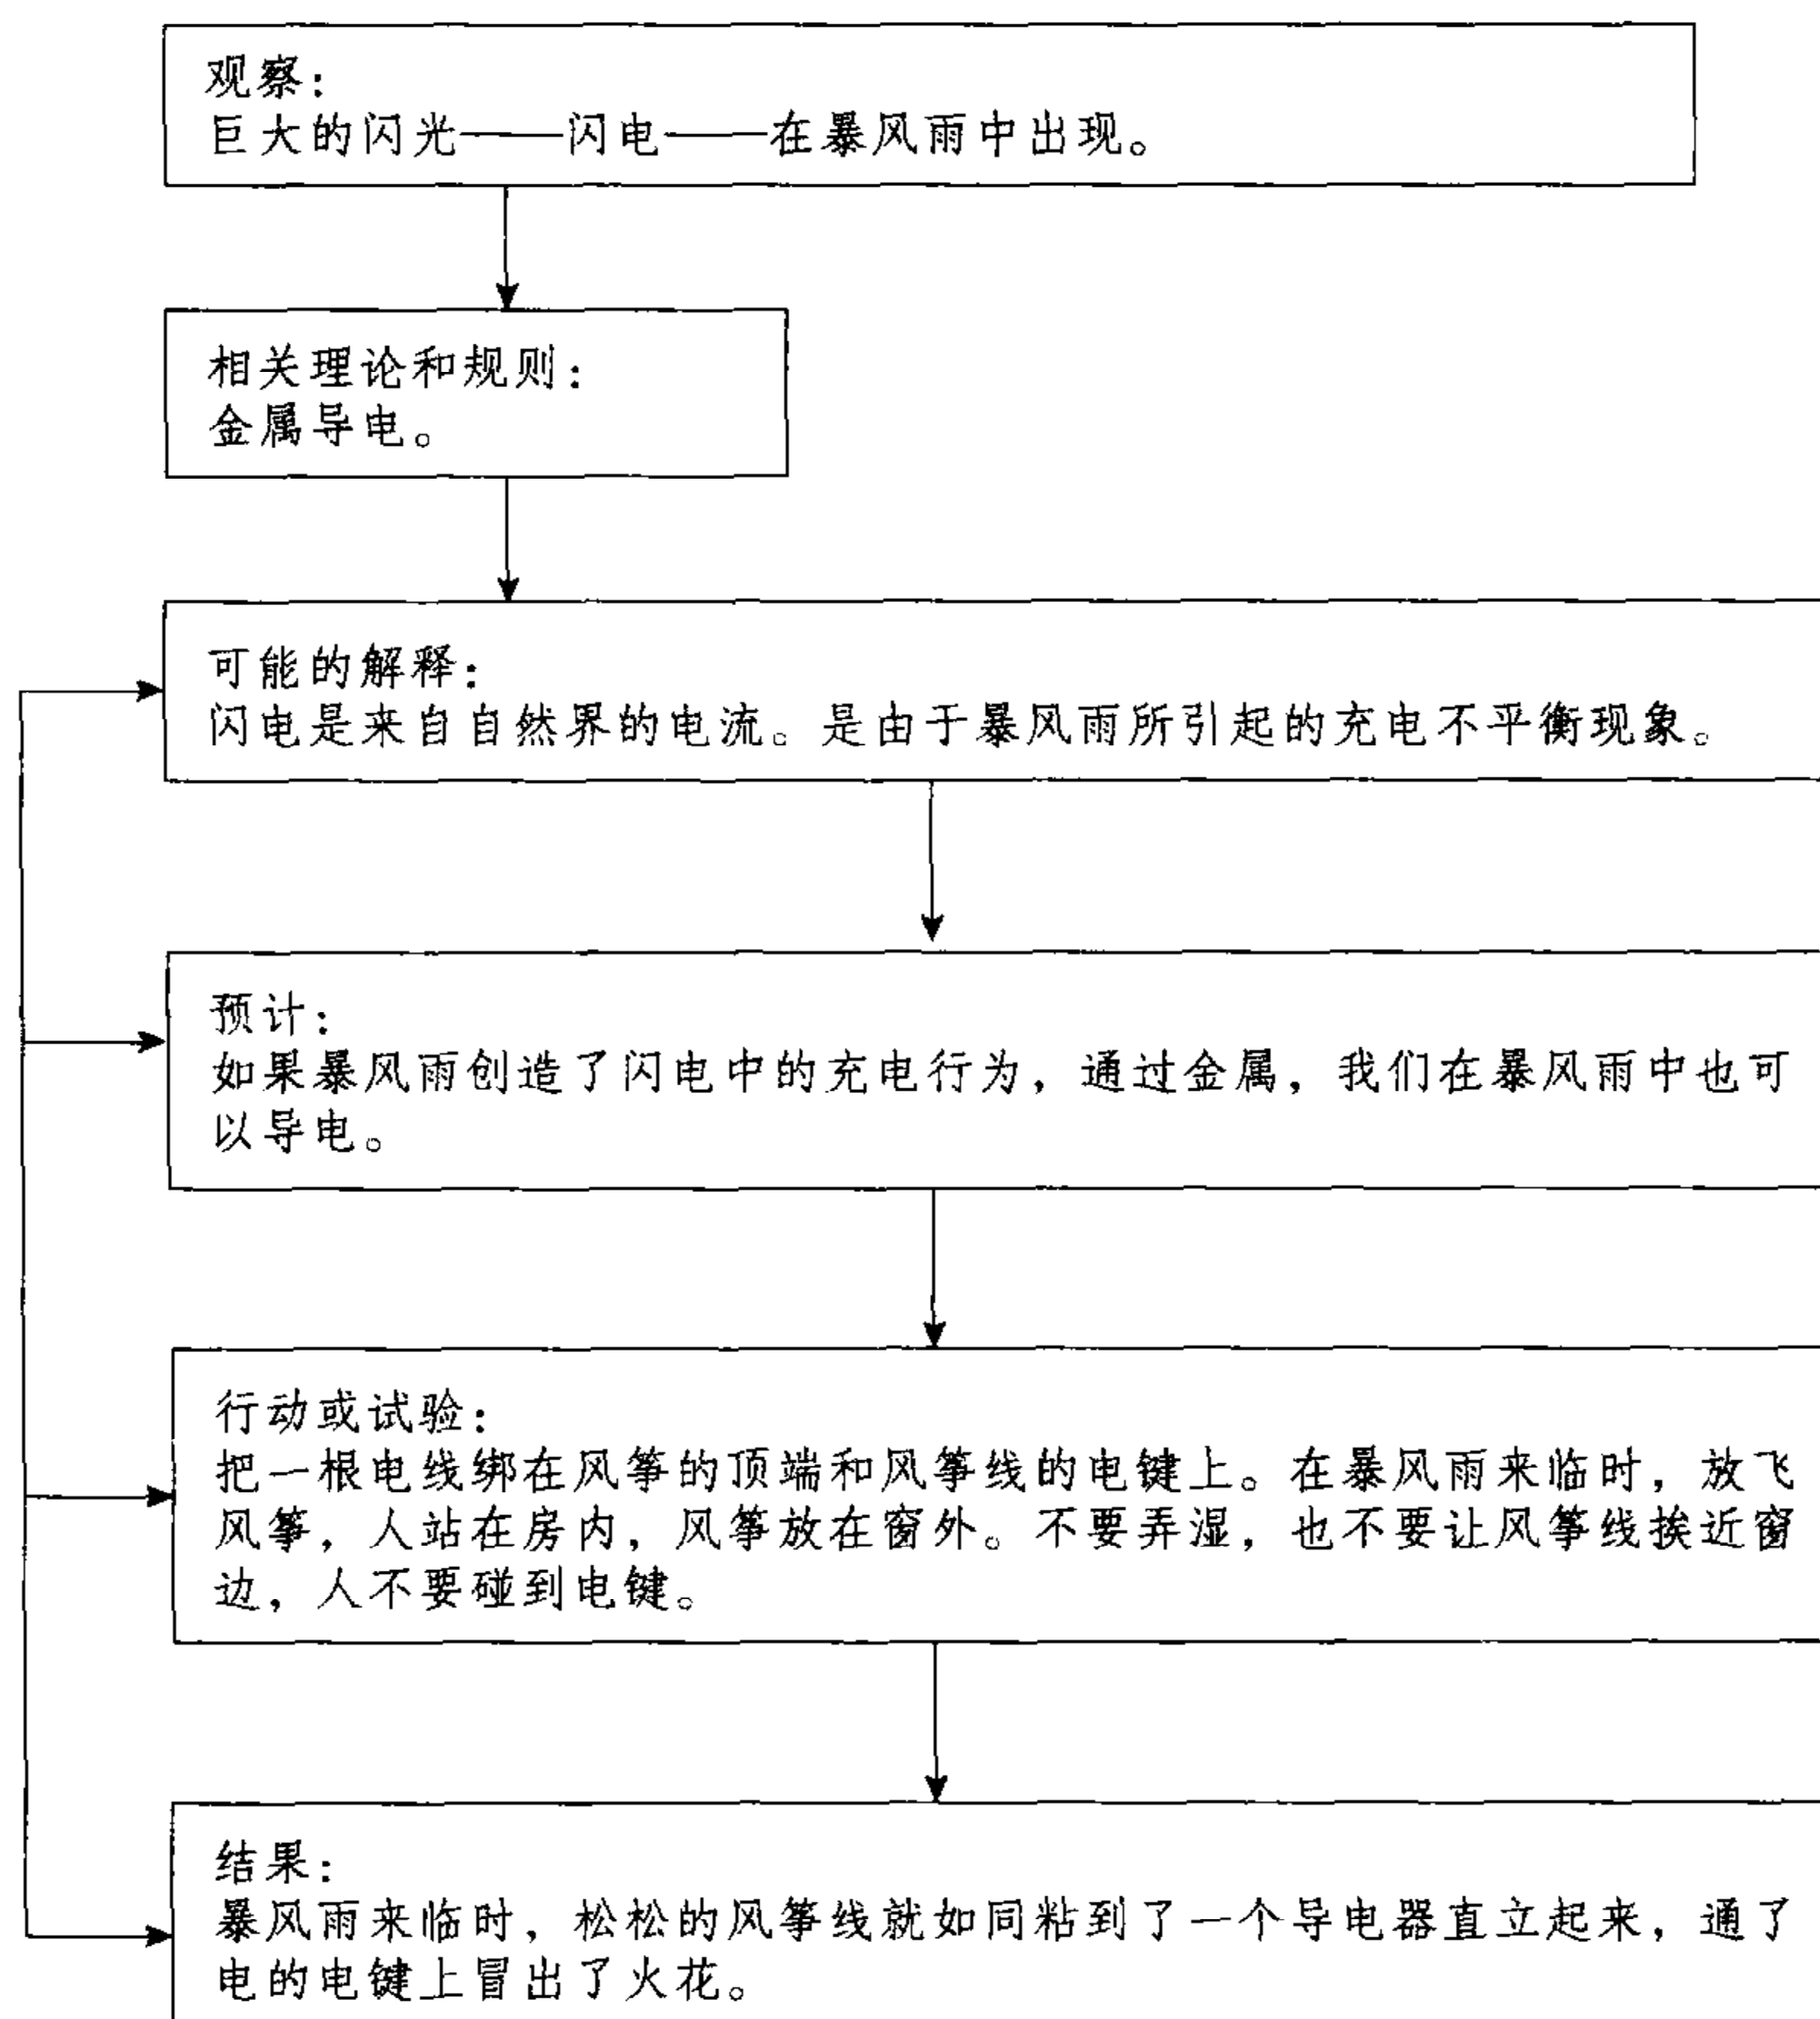 观察：
巨大的闪光——闪电——在暴风雨中出现。
相关理论和规则：
金属导电。
可能的解释：
闪电是来自自然界的电流。是由于暴风雨所引起的充电不平衡现象。
预计：
如果暴风雨创造了闪电中的充电行为，通过金属，我们在暴风雨中也可
以导电。
行动或试验：
把一根电线绑在风筝的顶端和风筝线的电键上。在暴风雨来临时，放飞
风筝，人站在房内，风筝放在窗外。不要弄湿，也不要让风筝线挨近窗
边，人不要碰到电键。
结果：
暴风雨来临时，松松的风筝线就如同粘到了一个导电器直立起来，通了
电的电键上冒出了火花。